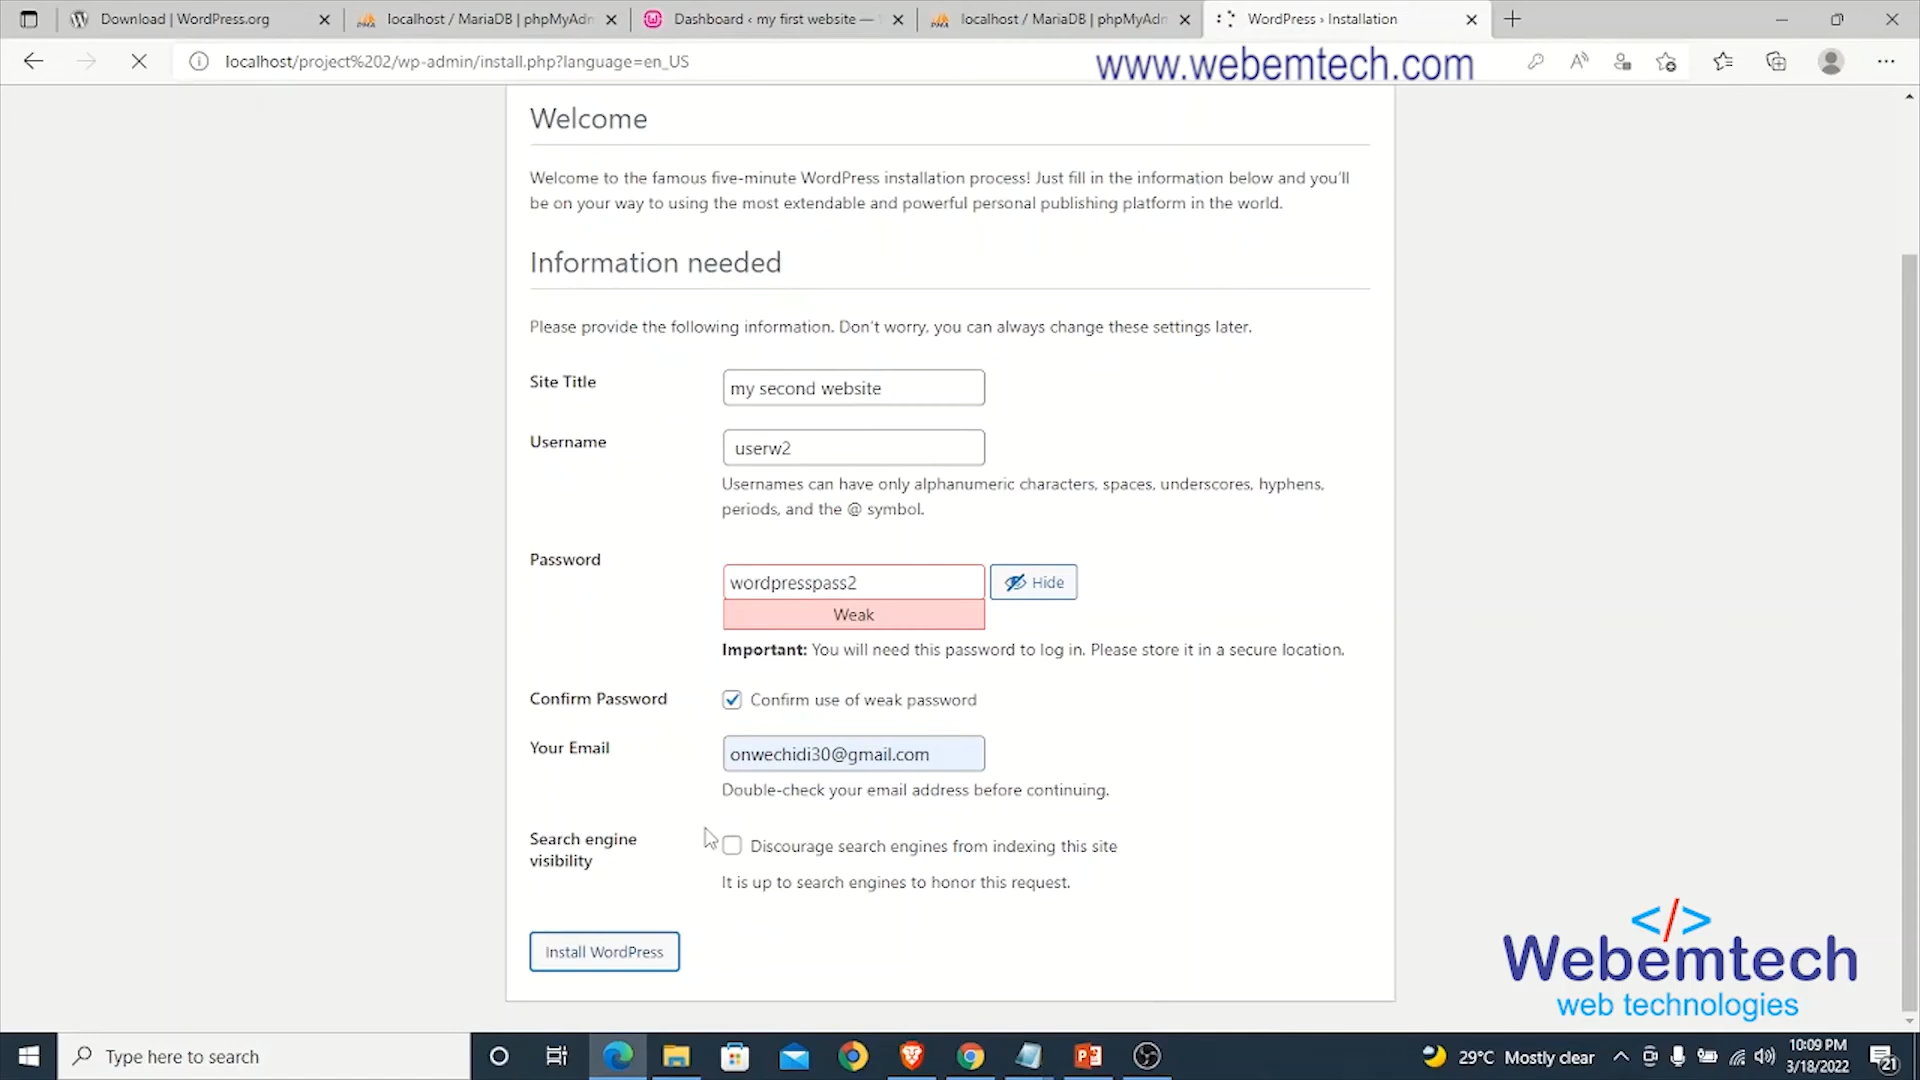 Download | WordPress.org
localhost / MariaDB | phpMyAdm
Dashboard ‹ my first website —
localhost / MariaDB | phpMyAdm
WordPress › Installation
localhost/project%202/wp-admin/install.php?language=en_US
www.webemtech.com
Welcome
Welcome to the famous five-minute WordPress installation process! Just fill in the information below and you'll
be on your way to using the most extendable and powerful personal publishing platform in the world.
Information needed
Please provide the following information. Don't worry, you can always change these settings later.
Site Title
my second website
Username
userw2
Usernames can have only alphanumeric characters, spaces, underscores, hyphens,
periods, and the @ symbol.
Password
wordpresspass2
Hide
Weak
Important: You will need this password to log in. Please store it in a secure location.
Confirm Password
Confirm use of weak password
Your Email
onwechidi30@gmail.com
Double-check your email address before continuing.
Search engine
visibility
Discourage search engines from indexing this site
It is up to search engines to honor this request.
Install WordPress
</>
Webemtech
web technologies
Type here to search
29°C Mostly clear
10:09 PM
3/18/2022
21